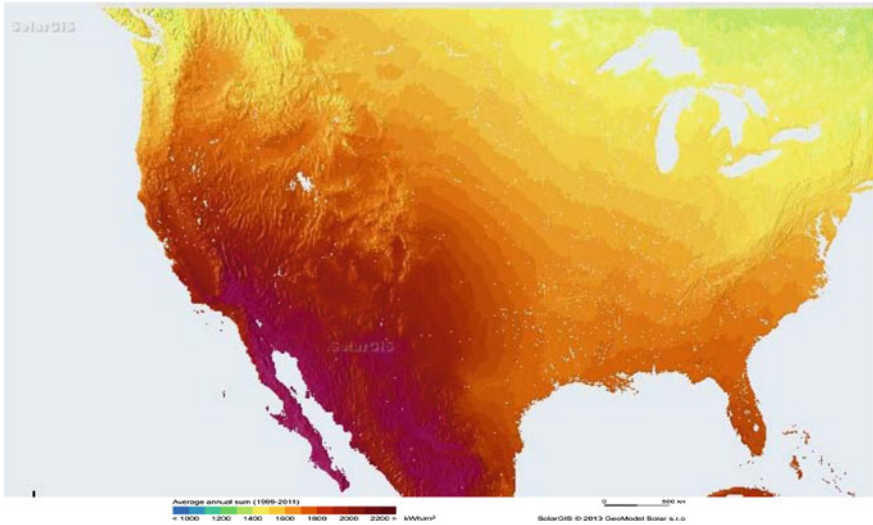 SolarGIS
SolarGIS
Average annual sum (1999-2011)
0 500 km
< 1000 1200 1400 1600 1800 2000 2200 > kWh/m²
SolarGIS © 2013 GeoModel Solar s.r.o